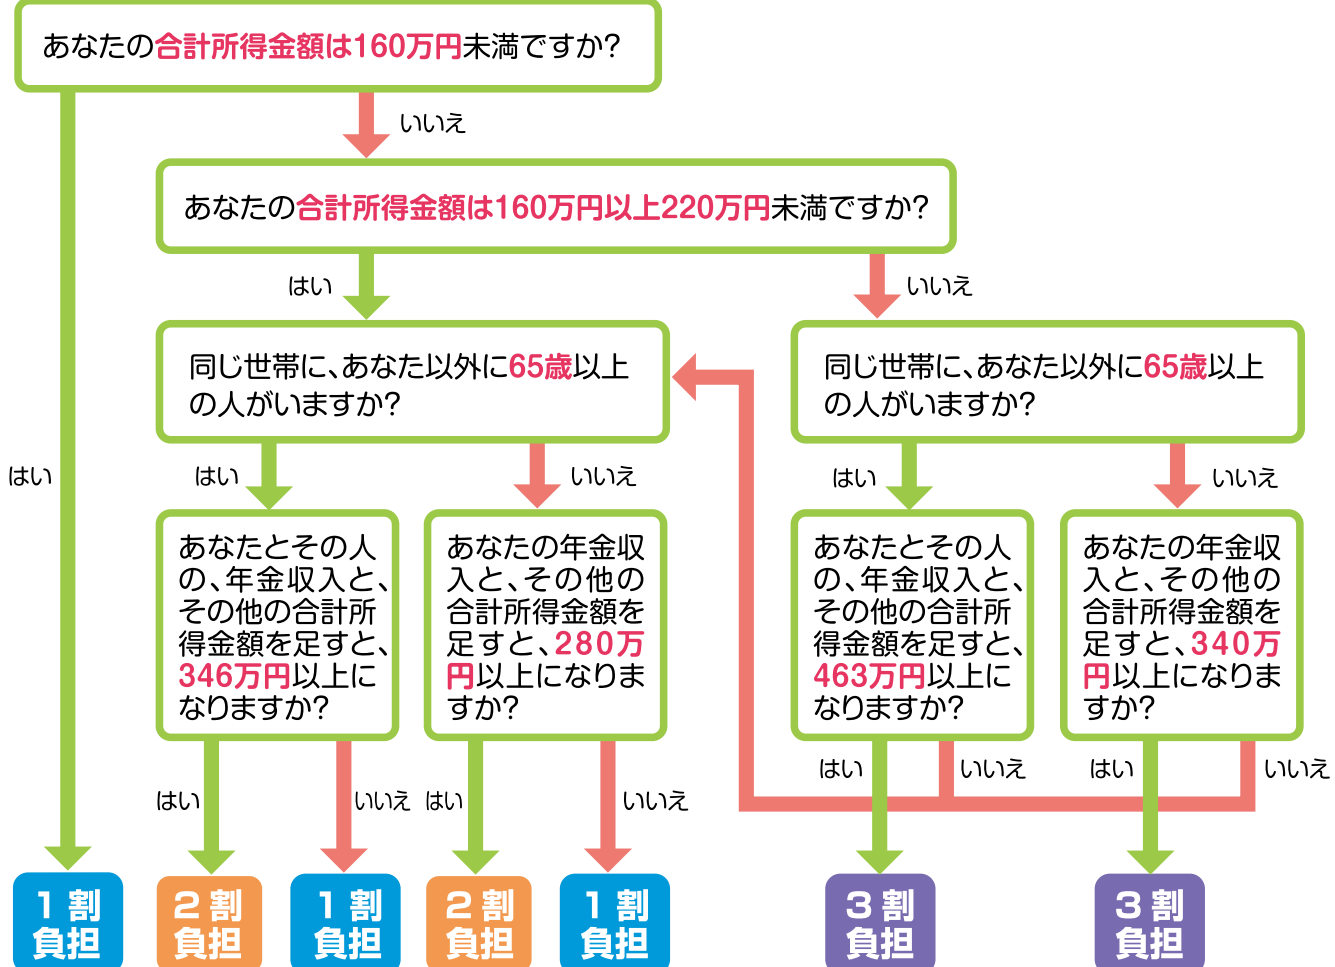 あなたの合計所得金額は160万円未満ですか?
いいえ
あなたの合計所得金額は160万円以上220万円未満ですか?
はい
いいえ
同じ世帯に、あなた以外に65歳以上
の人がいますか?
同じ世帯に、あなた以外に65歳以上
の人がいますか?
はい
はい
いいえ
はい
いいえ
あなたとその人
の、年金収入と、
その他の合計所
得金額を足すと、
346万円以上に
なりますか?
あなたの年金収
入と、その他の
合計所得金額を
足すと、280万
円以上になりま
すか?
あなたとその人
の、年金収入と、
その他の合計所
得金額を足すと、
463万円以上に
なりますか?
あなたの年金収
入と、その他の
合計所得金額を
足すと、340万
円以上になりま
すか?
はい
いいえ
はい
いいえ
はい
いいえ
はい
いいえ
1割
負担
2割
負担
1割
負担
2割
負担
1割
負担
3割
負担
3割
負担